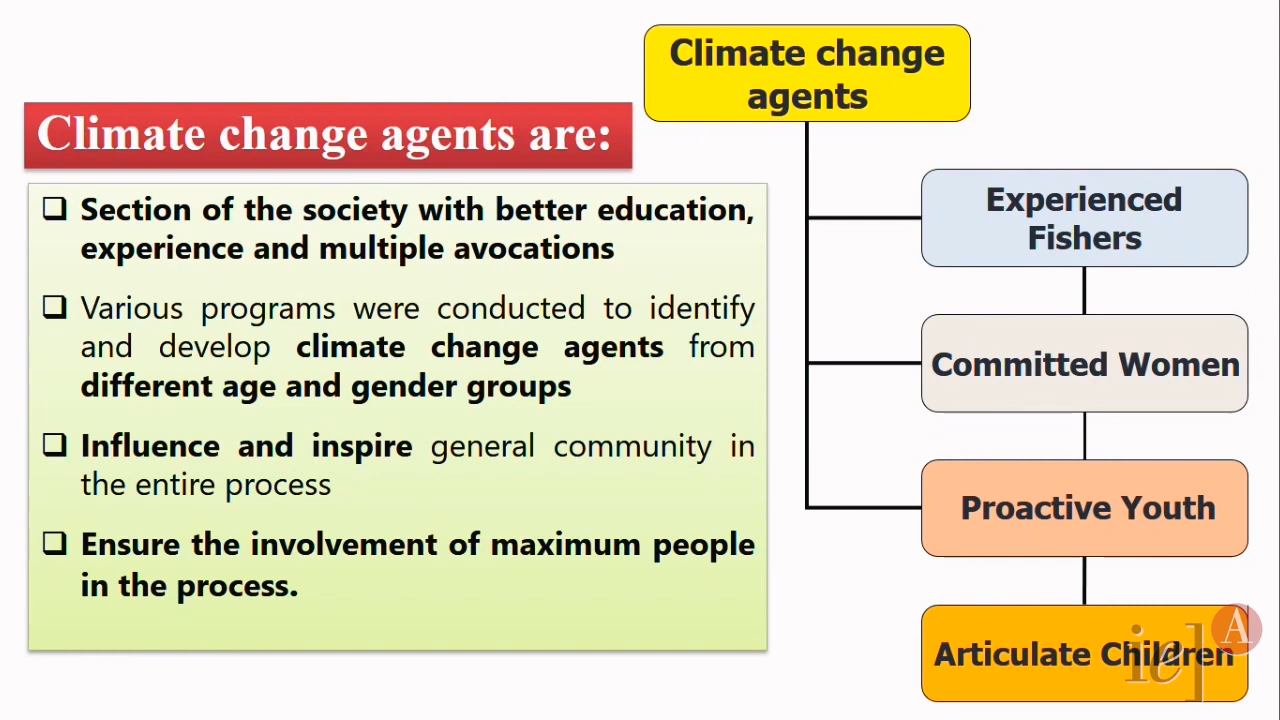 Climate change
agents
Climate change agents are:
Section of the society with better education,
experience and multiple avocations
Various programs were conducted to identify
and develop climate change agents from
different age and gender groups
Influence and inspire general community in
the entire process
Ensure the involvement of maximum people
in the process.
Experienced
Fishers
Committed Women
Proactive Youth
Articulate Children
ie] A